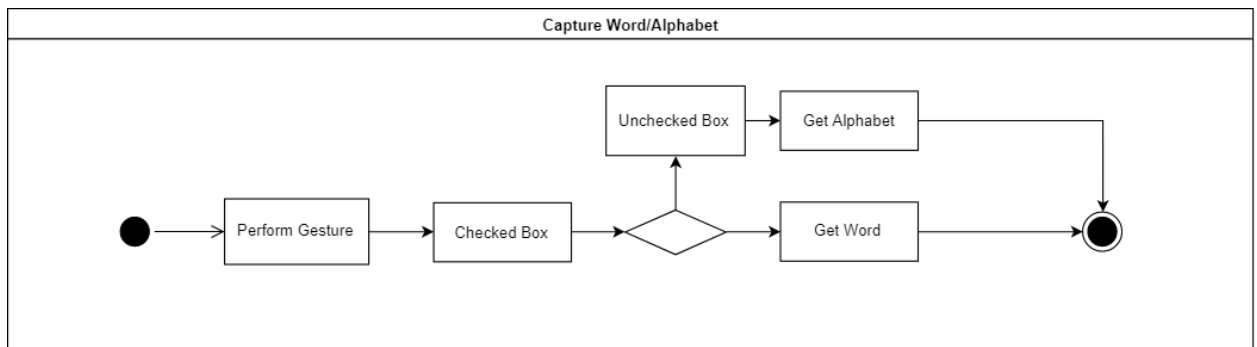 Capture Word/Alphabet
Unchecked Box
Get Alphabet
Perform Gesture
Checked Box
Get Word